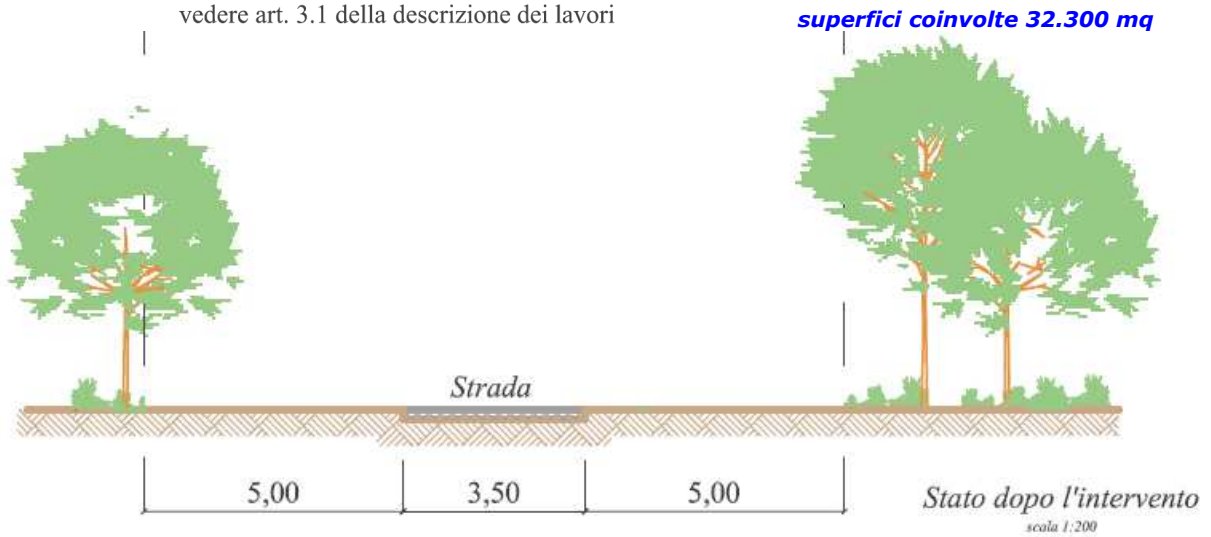 vedere art. 3.1 della descrizione dei lavori
superfici coinvolte 32.300 mq
Strada
5,00
3,50
5,00
Stato dopo l'intervento
scala 1:200